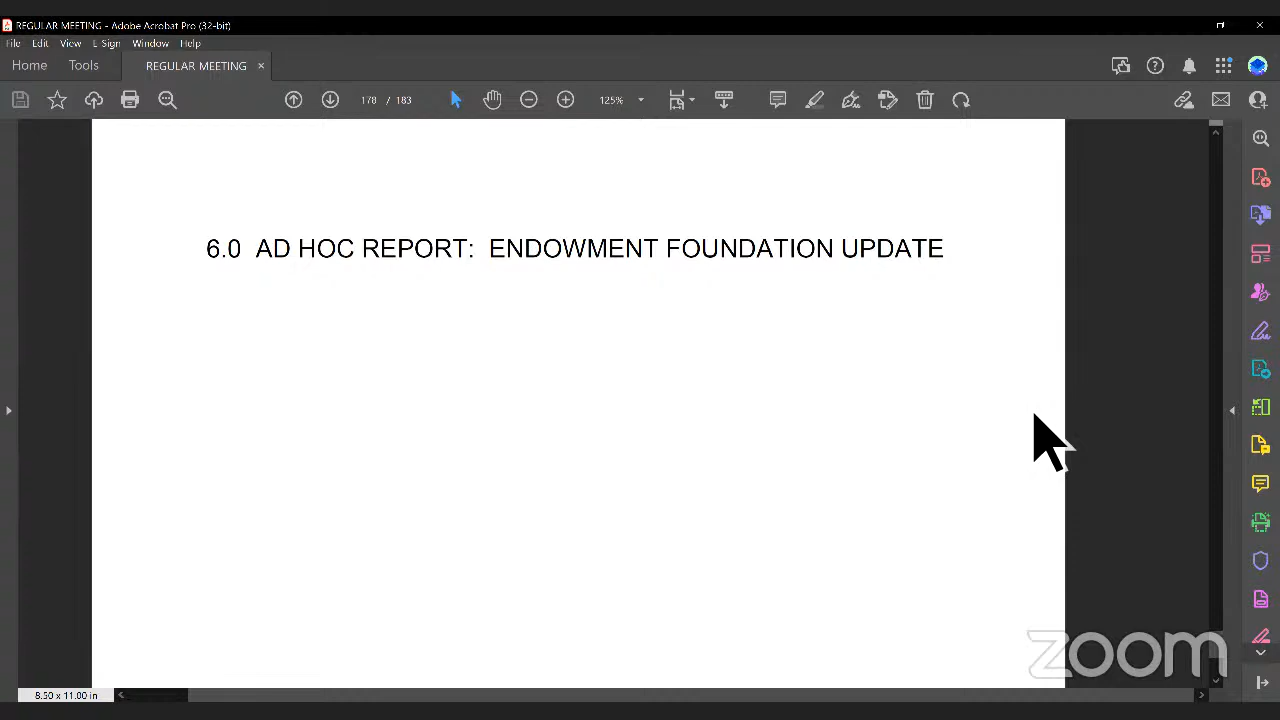 REGULAR MEETING - Adobe Acrobat Pro (32-bit)
File Edit View E-Sign Window Help
Home Tools REGULAR MEETING
178 / 183 125%
6.0 AD HOC REPORT: ENDOWMENT FOUNDATION UPDATE
zoom
8.50 x 11.00 in